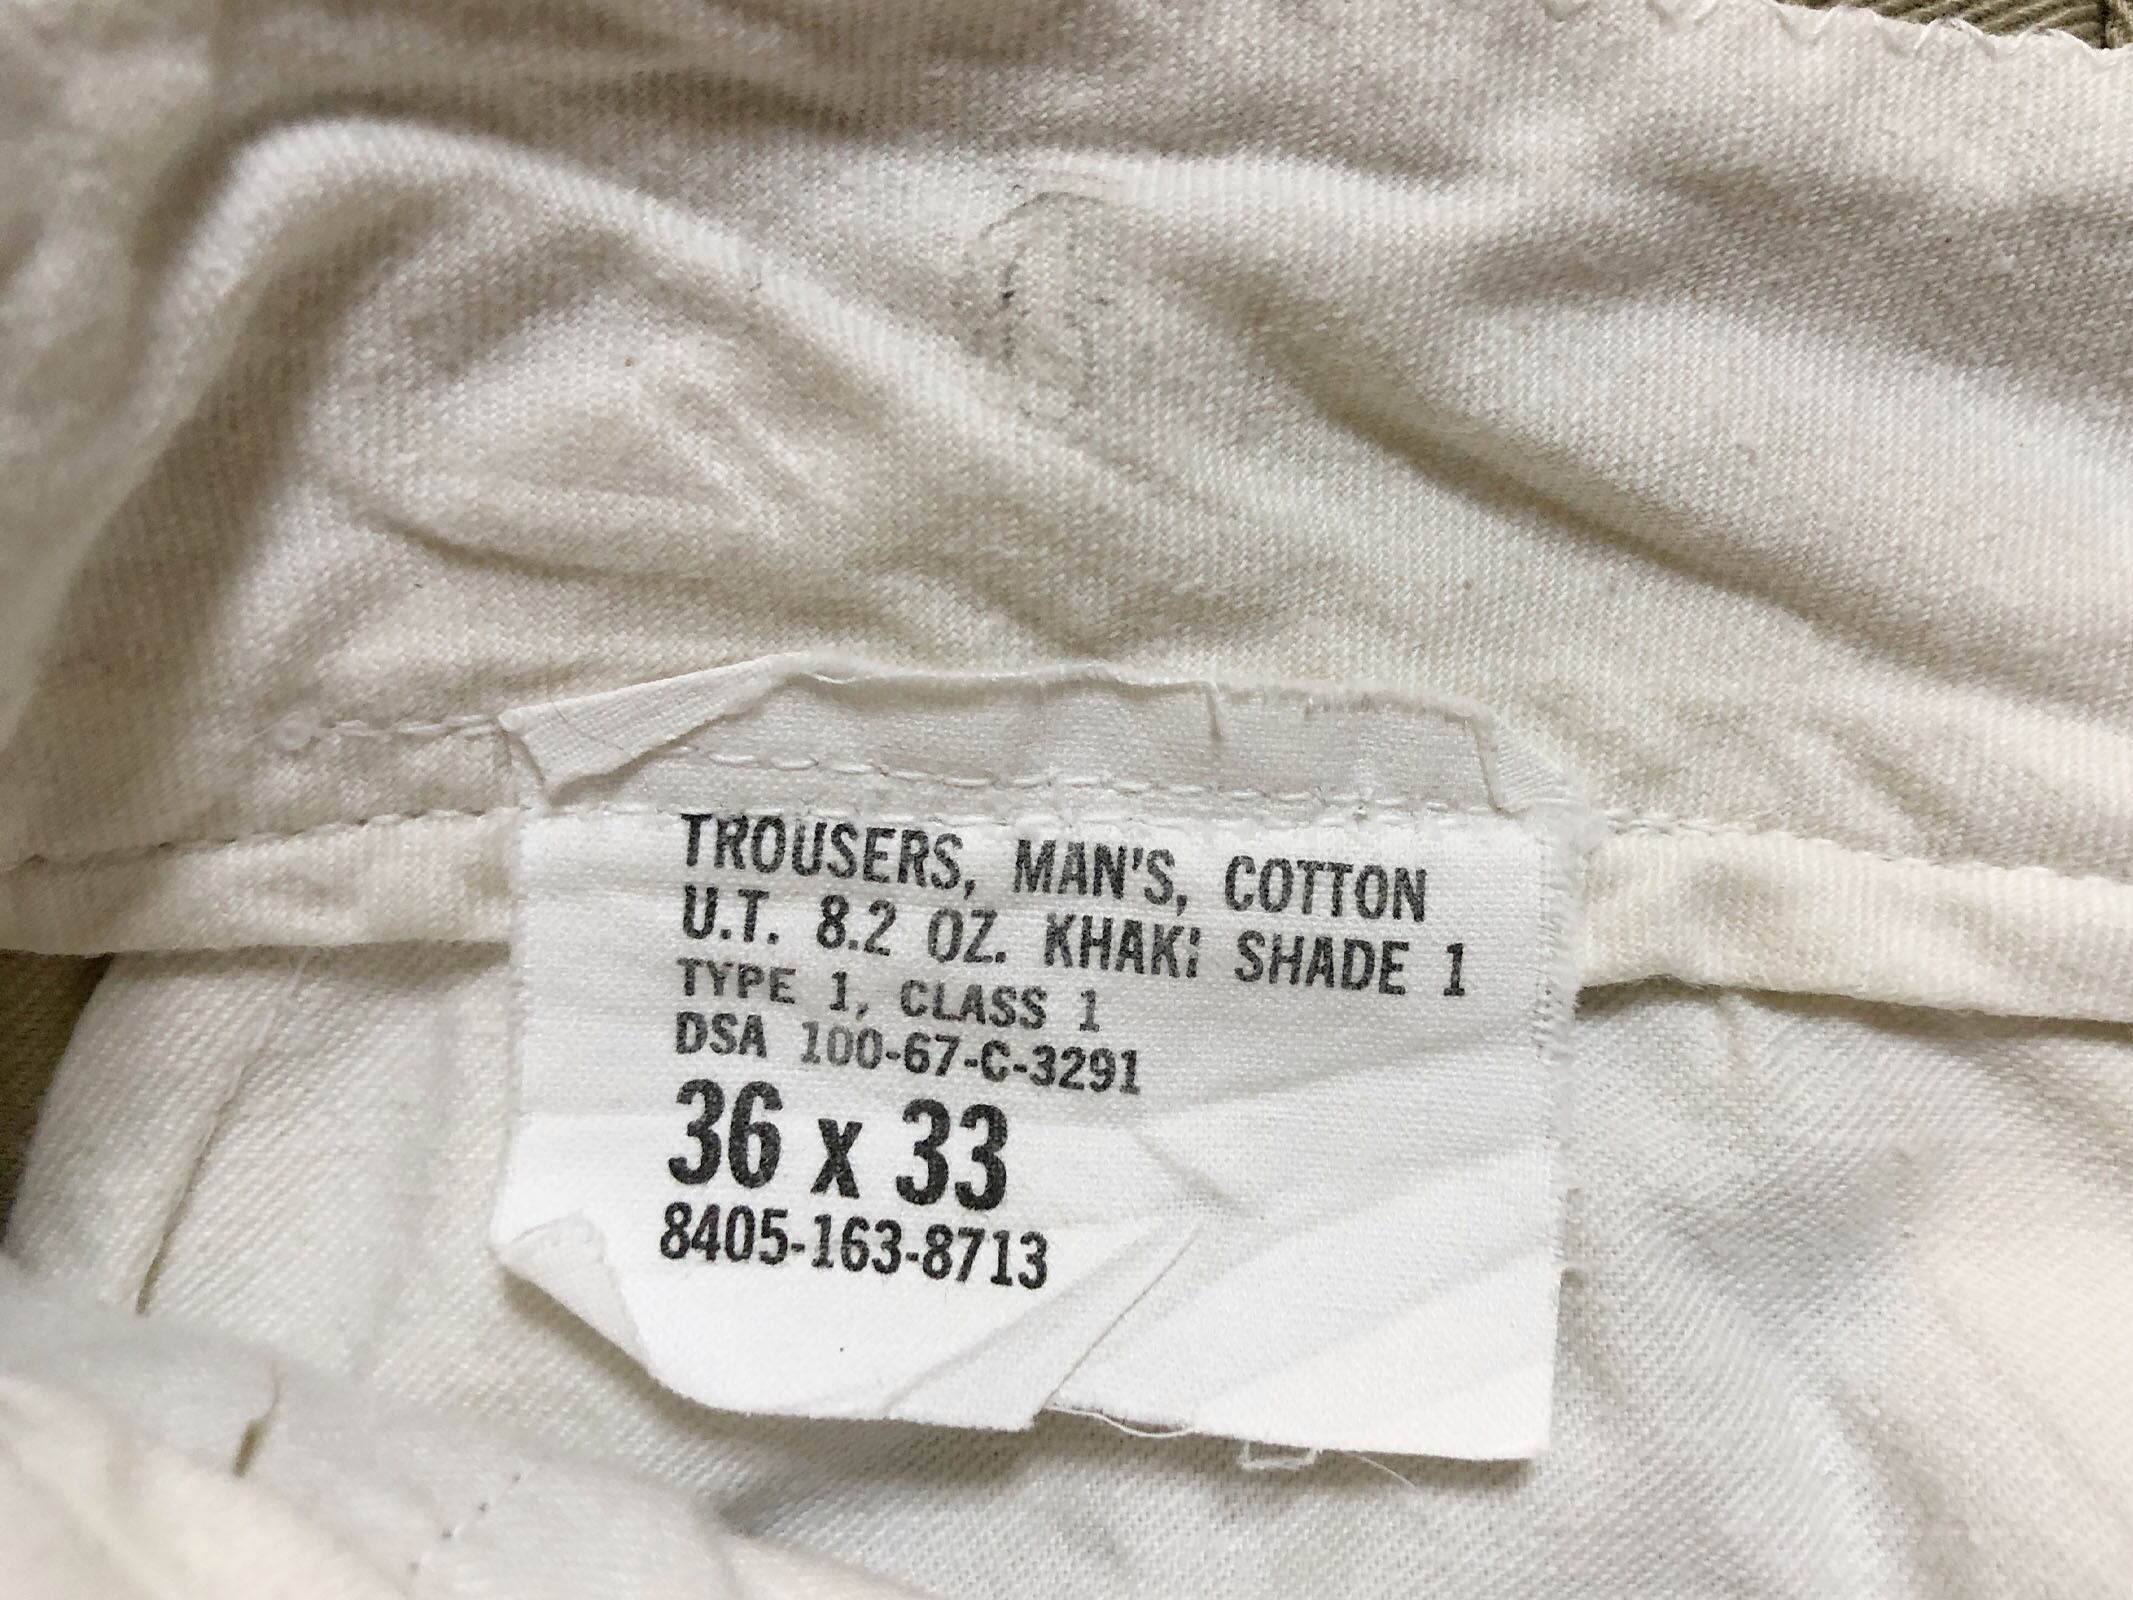 TROUSERS, MAN'S, COTTON
U.T. 8.2 OZ. KHAKI SHADE 1
TYPE 1, CLASS 1
DSA 100-67-C-3291
36 x 33
8405-163-8713